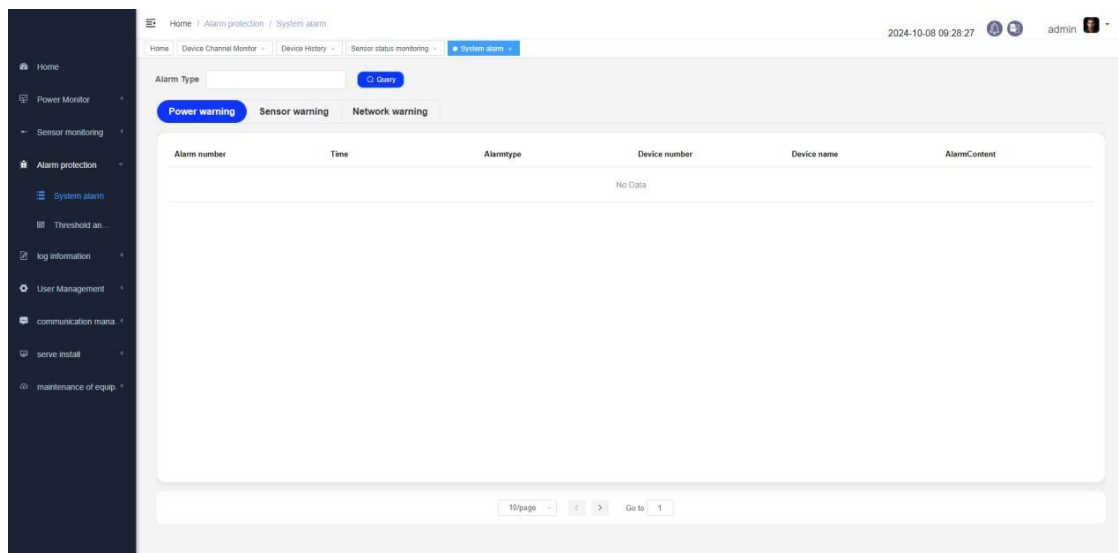 Home / Alarm protection / System alarm
2024-10-08 09:28:27
admin
Home Device Channel Monitor × Device History × Sensor status monitoring × System alarm ×
Home
Power Monitor
Sensor monitoring
Alarm protection
System alarm
Threshold an...
log information
User Management
communication mana.
serve install
maintenance of equip.
Alarm Type
Query
Power warning Sensor warning Network warning
Alarm number Time Alarmtype Device number Device name AlarmContent
No Data
10/page < > Go to 1